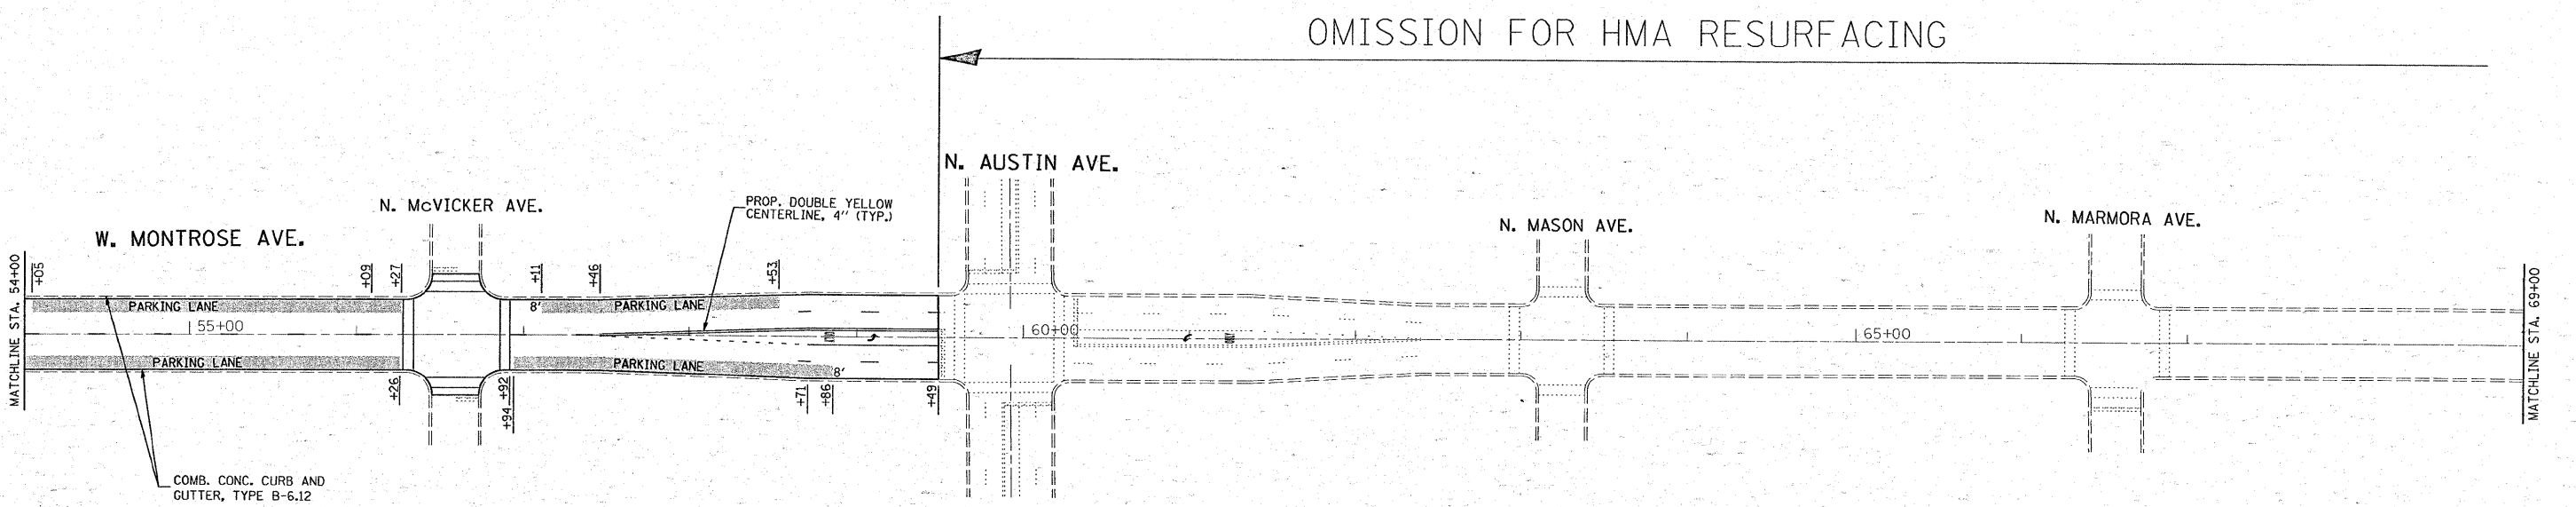 OMISSION FOR HMA RESURFACING
N. AUSTIN AVE.
PROP. DOUBLE YELLOW
CENTERLINE, 4" (TYP.)
N. McVICKER AVE.
N. MASON AVE.
N. MARMORA AVE.
W. MONTROSE AVE.
MATCHLINE STA. 54+00
+05
+09
+27
+11
+46
+53
MATCHLINE STA. 69+00
PARKING LANE
8'
PARKING LANE
55+00
60+00
65+00
PARKING LANE
PARKING LANE
8'
+26
+94
+92
+71
+86
+49
COMB. CONC. CURB AND
GUTTER, TYPE B-6.12